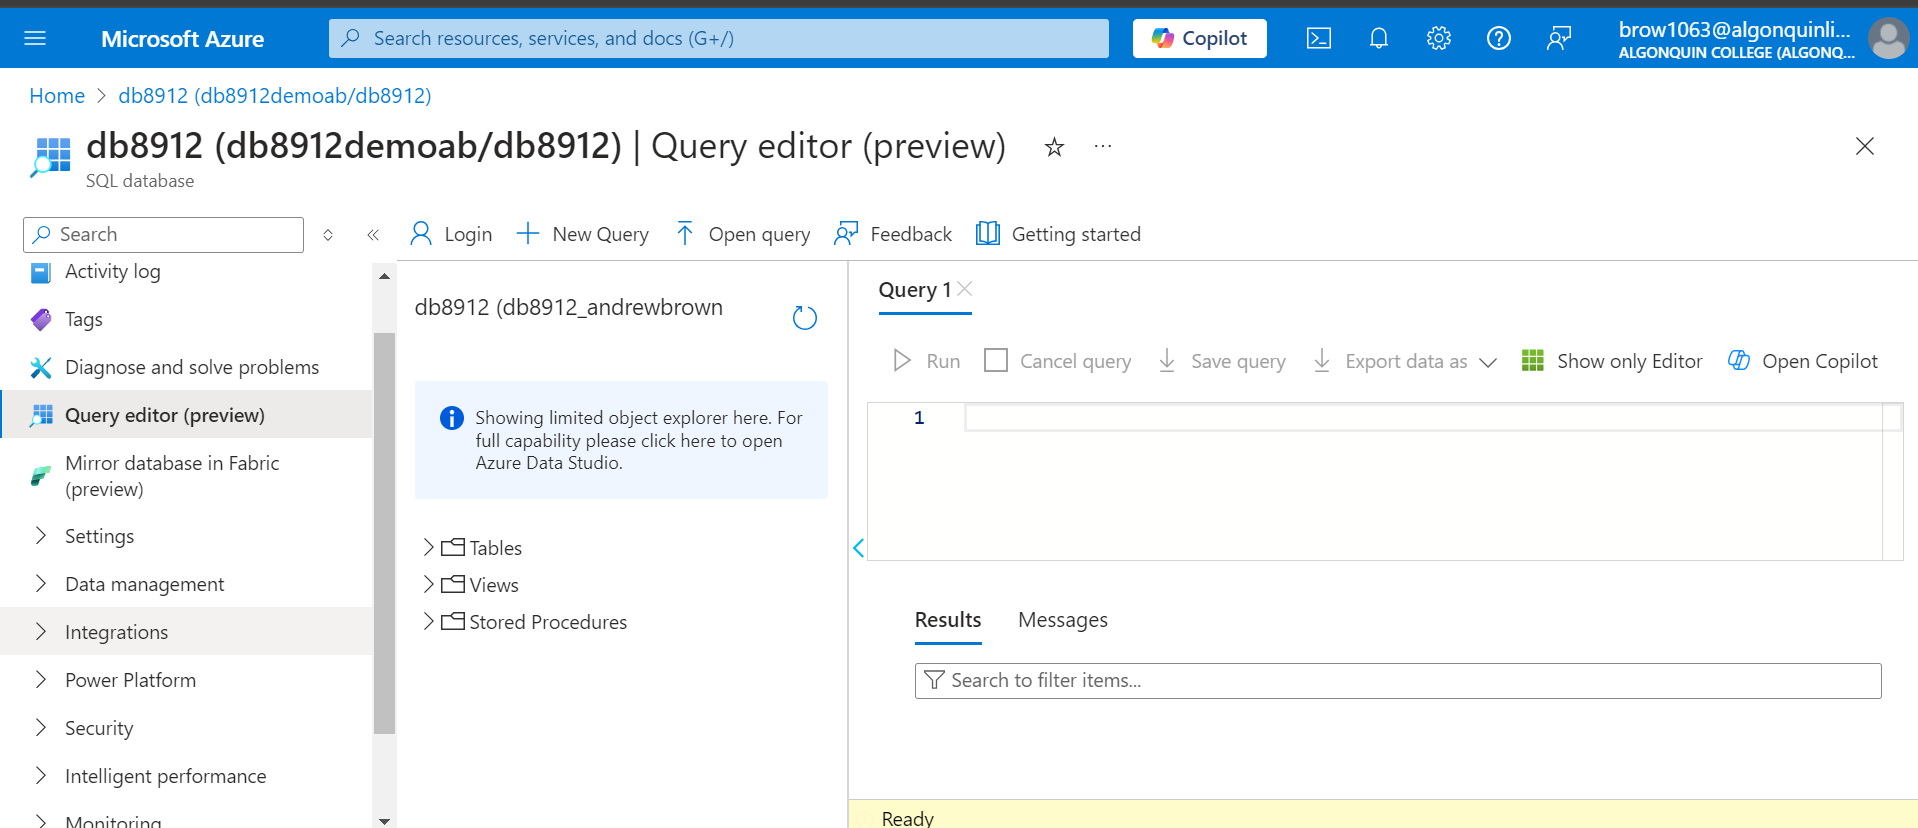 Microsoft Azure
Search resources, services, and docs (G+/)
Copilot
brow1063@algonquinli...
ALGONQUIN COLLEGE (ALGONQ...
Home > db8912 (db8912demoab/db8912)
db8912 (db8912demoab/db8912) | Query editor (preview)
SQL database
Search
Activity log
Tags
Diagnose and solve problems
Query editor (preview)
Mirror database in Fabric
(preview)
Settings
Data management
Integrations
Power Platform
Security
Intelligent performance
Monitoring
Login
New Query
Open query
Feedback
Getting started
db8912 (db8912_andrewbrown
Showing limited object explorer here. For
full capability please click here to open
Azure Data Studio.
Tables
Views
Stored Procedures
Query 1
Run
Cancel query
Save query
Export data as
Show only Editor
Open Copilot
1
Results
Messages
Search to filter items...
Ready